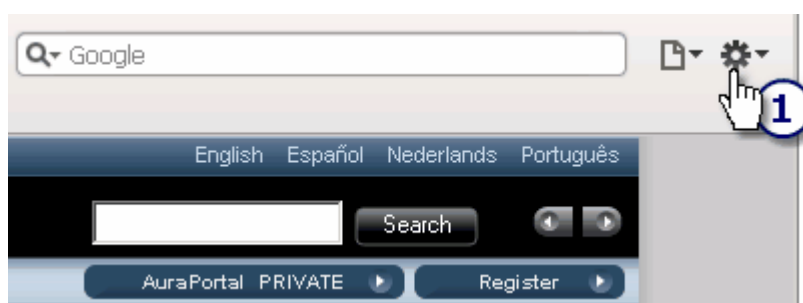 Google
1
English Español Nederlands Português
Search
AuraPortal PRIVATE Register